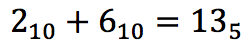 2₁₀ + 6₁₀ = 13₅